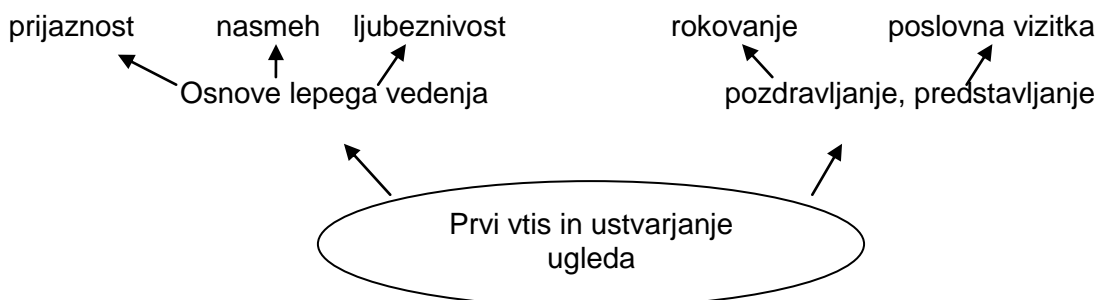 prijaznost nasmeh ljubeznivost rokovanje poslovna vizitka
Osnove lepega vedenja pozdravljanje, predstavljanje
Prvi vtis in ustvarjanje
ugleda